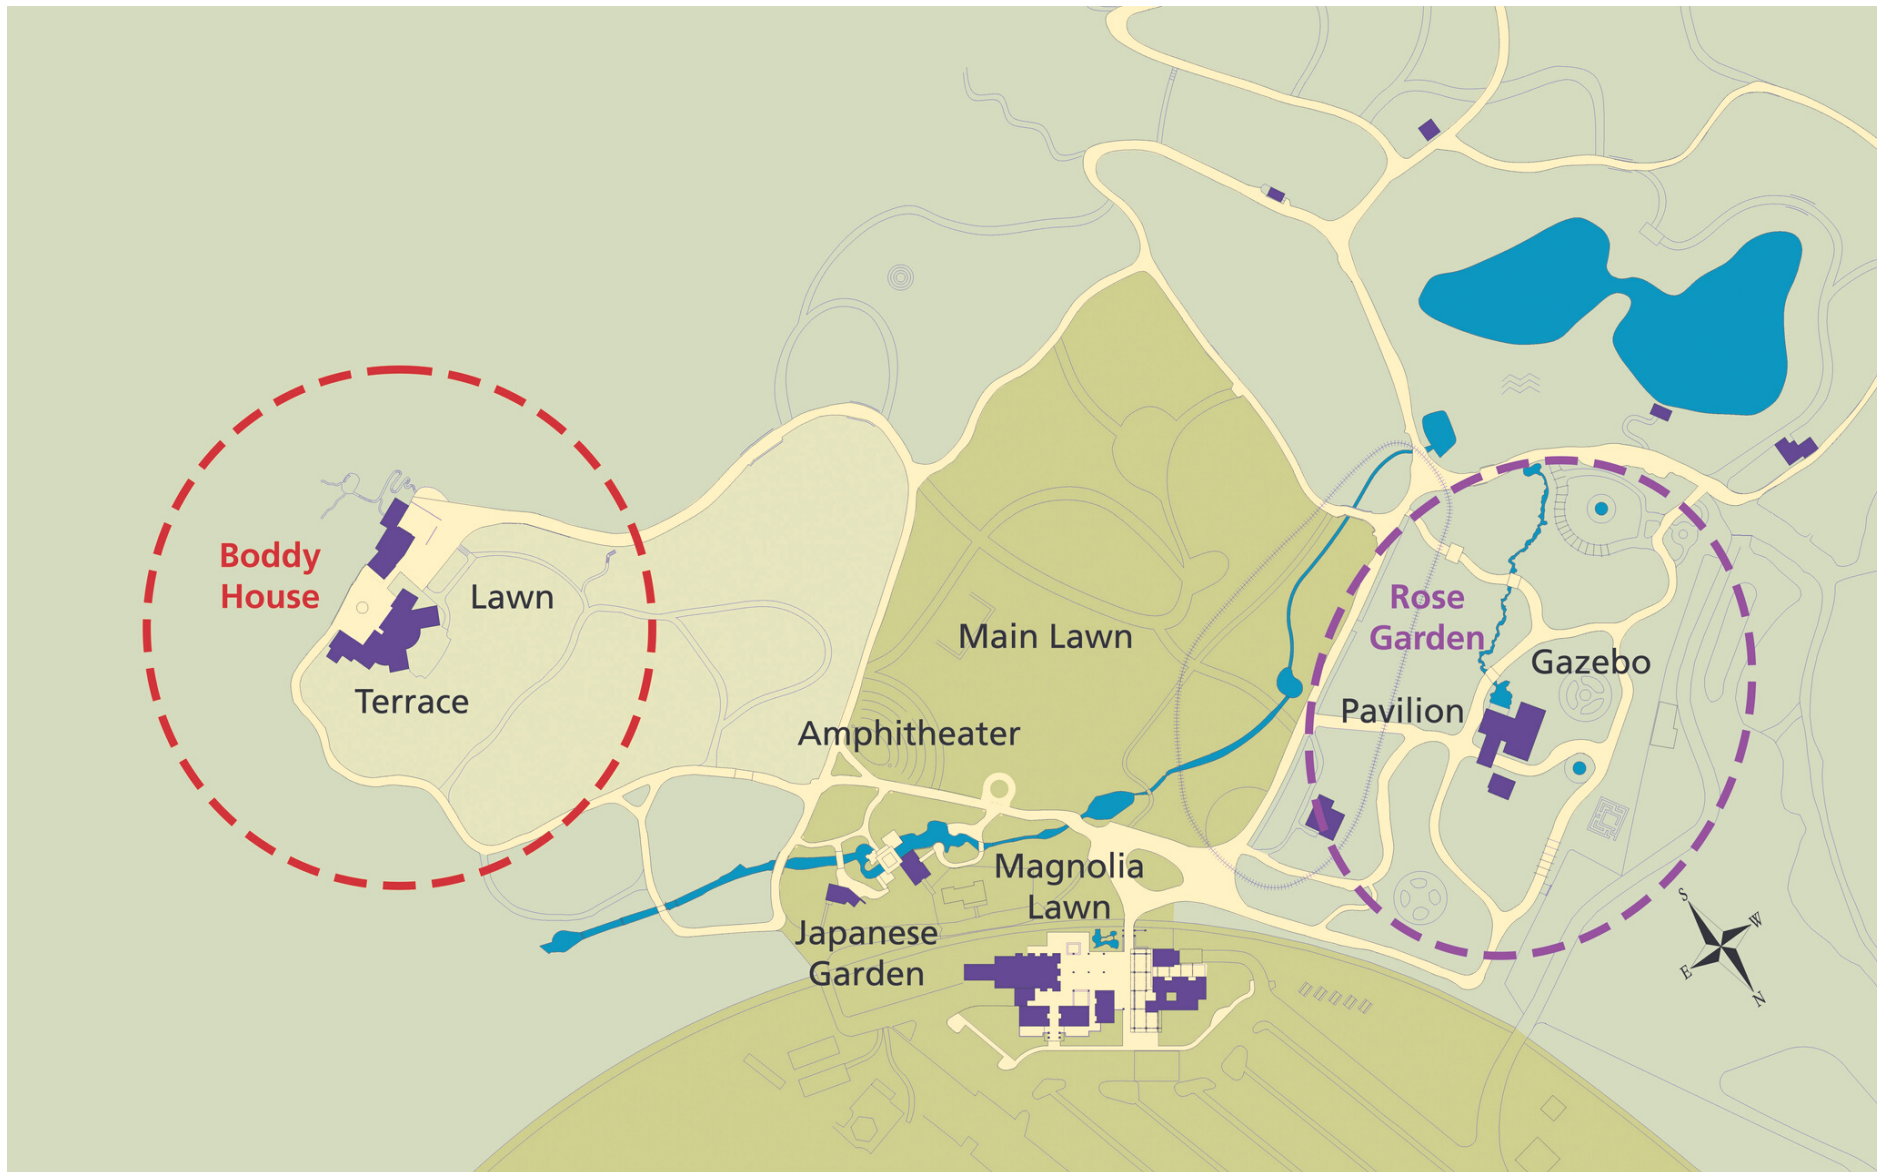 Boddy
House
Lawn
Terrace
Main Lawn
Amphitheater
Rose
Garden
Gazebo
Pavilion
Magnolia
Lawn
Japanese
Garden
S
W
E
N